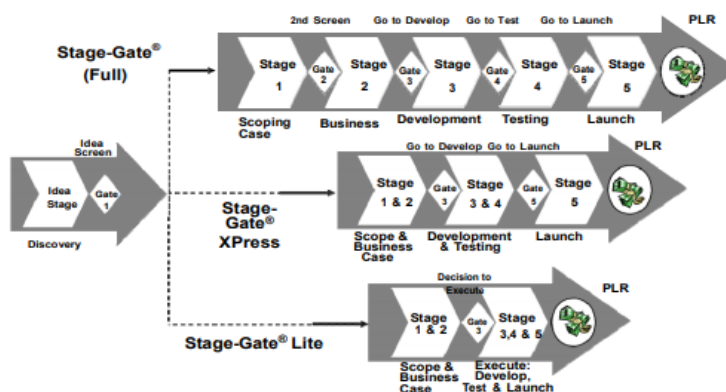 2nd Screen Go to Develop Go to Test Go to Launch PLR
Stage-Gate®
(Full)
Stage
1
Gate
2
Stage
2
Gate
3
Stage
3
Gate
4
Stage
4
Gate
5
Stage
5
Scoping
Case
Business
Development
Testing
Launch
Idea
Screen
Idea
Stage
Gate
1
Discovery
Stage-
Gate®
XPress
Go to Develop Go to Launch
PLR
Stage
1 & 2
Gate
3
Stage
3 & 4
Gate
5
Stage
5
Scope &
Business
Case
Development
& Testing
Launch
Stage-Gate® Lite
Decision to
Execute
PLR
Stage
1 & 2
Gate
3
Stage
3,4 & 5
Scope &
Business
Case
Execute:
Develop,
Test & Launch